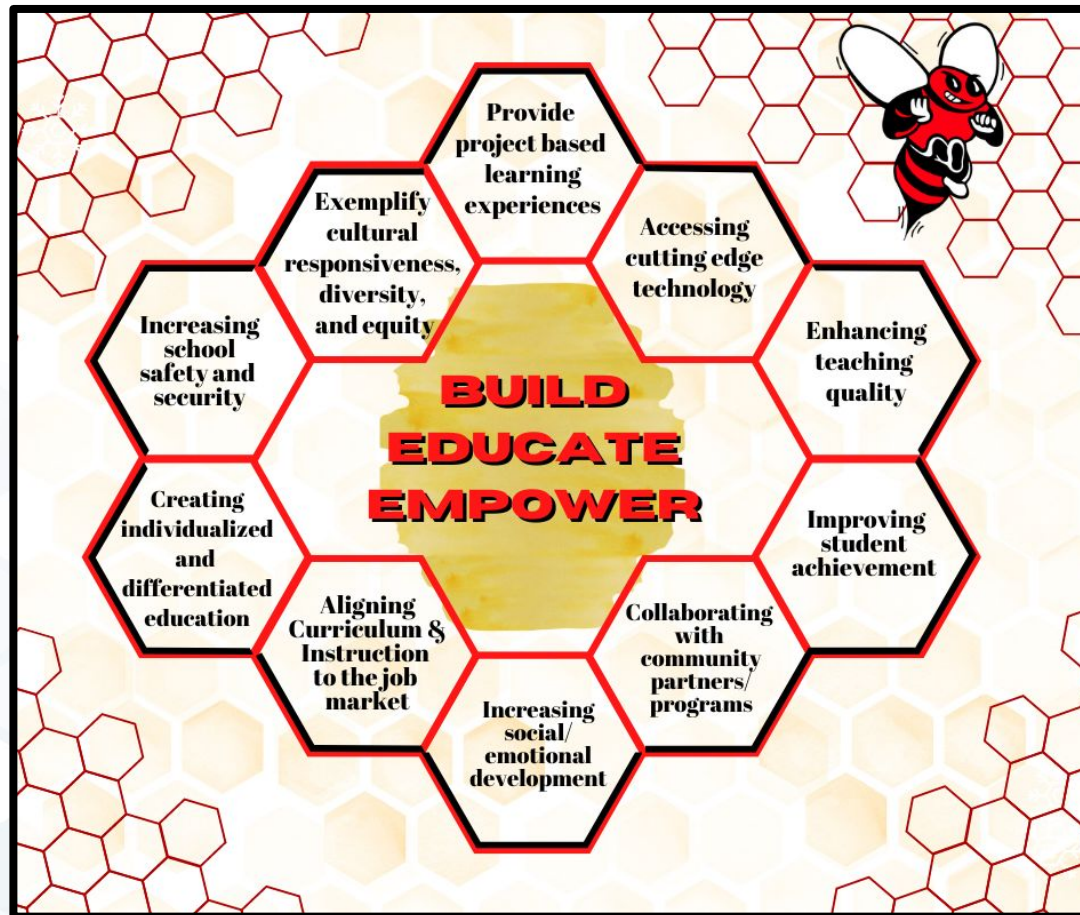 Provide
project based
learning
experiences
Accessing
cutting edge
technology
Enhancing
teaching
quality
Improving
student
achievement
Collaborating
with
community
partners/
programs
Increasing
social/
emotional
development
Aligning
Curriculum &
Instruction
to the job
market
Creating
individualized
and
differentiated
education
Increasing
school
safety and
security
Exemplify
cultural
responsiveness,
diversity,
and equity
BUILD
EDUCATE
EMPOWER